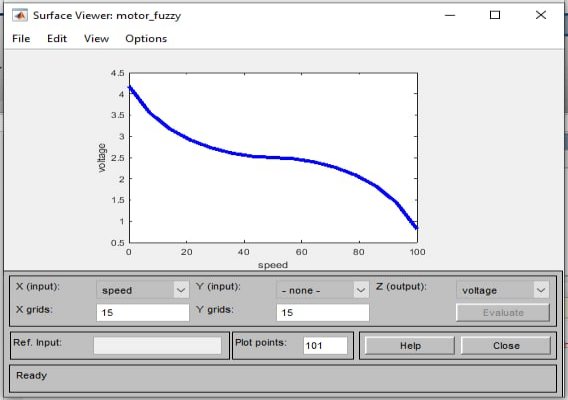 Surface Viewer: motor_fuzzy
File Edit View Options
4.5
4
3.5
3
2.5
2
1.5
1
0.5
voltage
0 20 40 60 80 100
speed
X (input): speed Y (input): - none - Z (output): voltage
X grids: 15 Y grids: 15 Evaluate
Ref. Input: Plot points: 101 Help Close
Ready